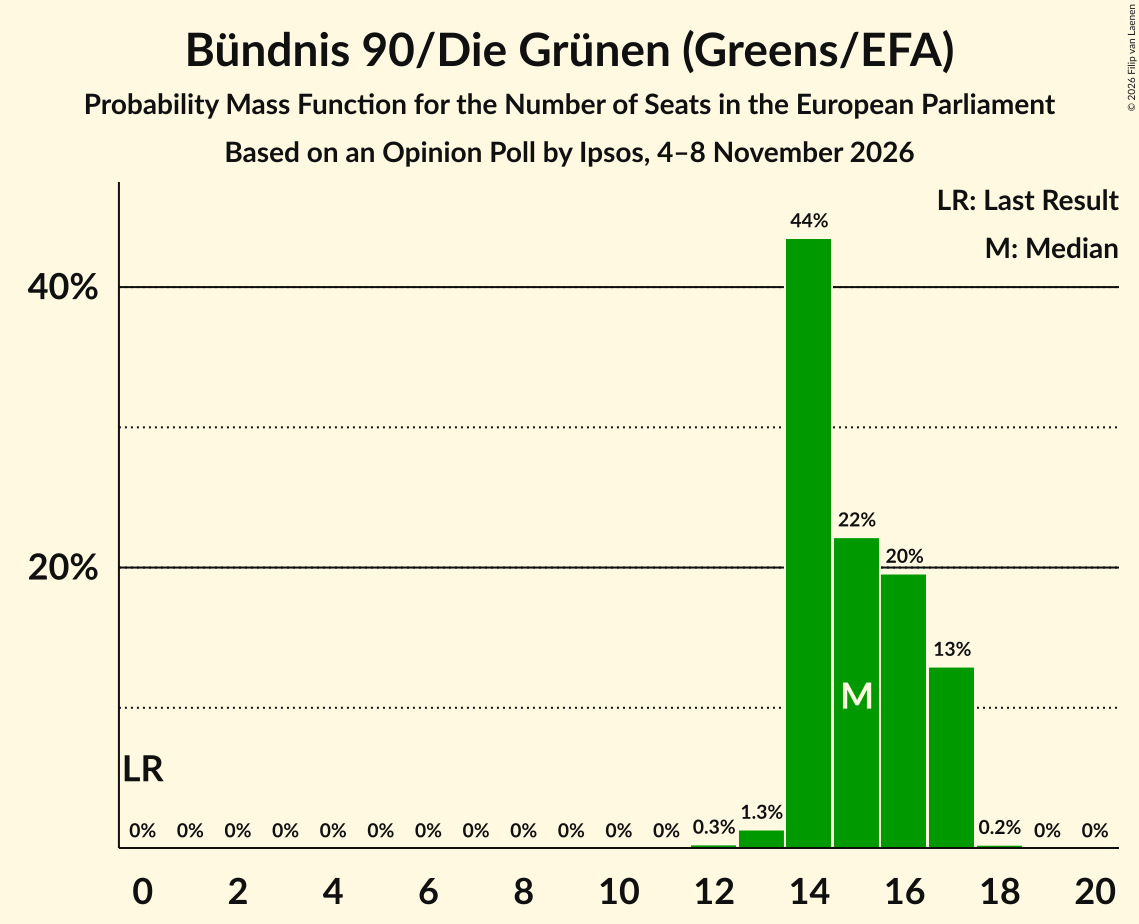 Bündnis 90/Die Grünen (Greens/EFA)
Probability Mass Function for the Number of Seats in the European Parliament
Based on an Opinion Poll by Ipsos, 4–8 November 2026
© 2026 Filip van Laenen
LR: Last Result
M: Median
44%
40%
22%
20%
20%
13%
M
LR
0% 0% 0% 0% 0% 0% 0% 0% 0% 0% 0% 0% 0.3% 1.3% 0.2% 0% 0%
0 2 4 6 8 10 12 14 16 18 20